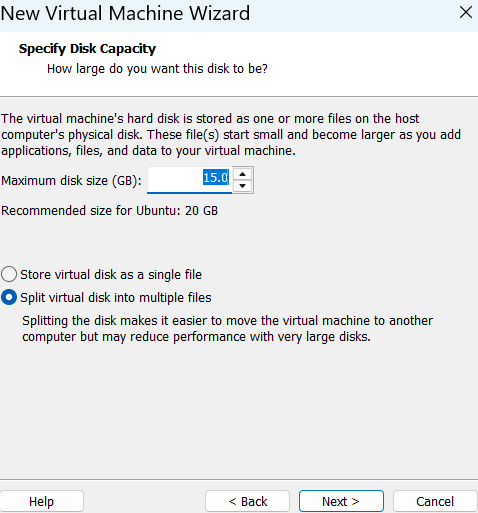 New Virtual Machine Wizard
Specify Disk Capacity
How large do you want this disk to be?
The virtual machine's hard disk is stored as one or more files on the host
computer's physical disk. These file(s) start small and become larger as you add
applications, files, and data to your virtual machine.
Maximum disk size (GB): 15.0
Recommended size for Ubuntu: 20 GB
Store virtual disk as a single file
Split virtual disk into multiple files
Splitting the disk makes it easier to move the virtual machine to another
computer but may reduce performance with very large disks.
Help < Back Next > Cancel